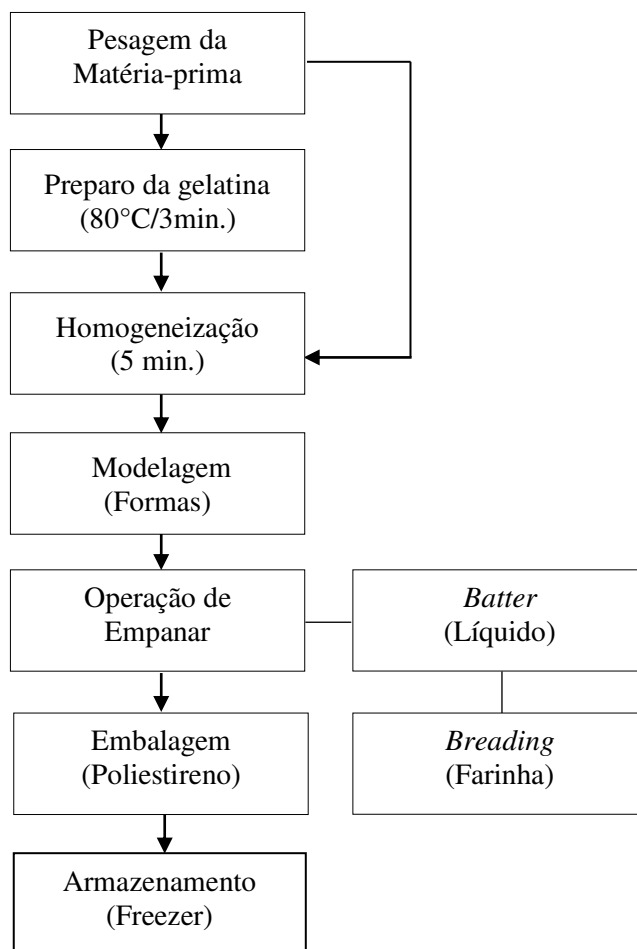 Pesagem da
Matéria-prima
Preparo da gelatina
(80°C/3min.)
Homogeneização
(5 min.)
Modelagem
(Formas)
Operação de
Empanar
Batter
(Líquido)
Embalagem
(Poliestireno)
Breading
(Farinha)
Armazenamento
(Freezer)